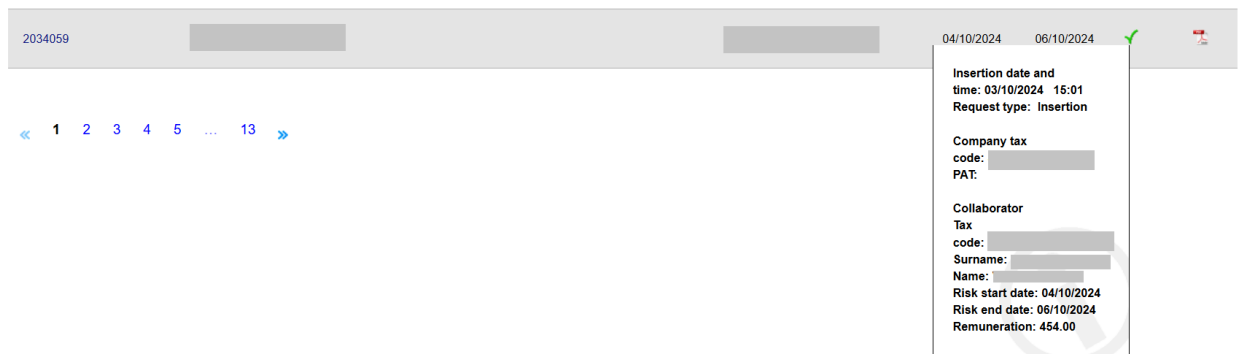 2034059 04/10/2024 06/10/2024
Insertion date and
time: 03/10/2024 15:01
Request type: Insertion
Company tax
code:
PAT:
Collaborator
Tax
code:
Surname:
Name:
Risk start date: 04/10/2024
Risk end date: 06/10/2024
Remuneration: 454.00
« 1 2 3 4 5 ... 13 »